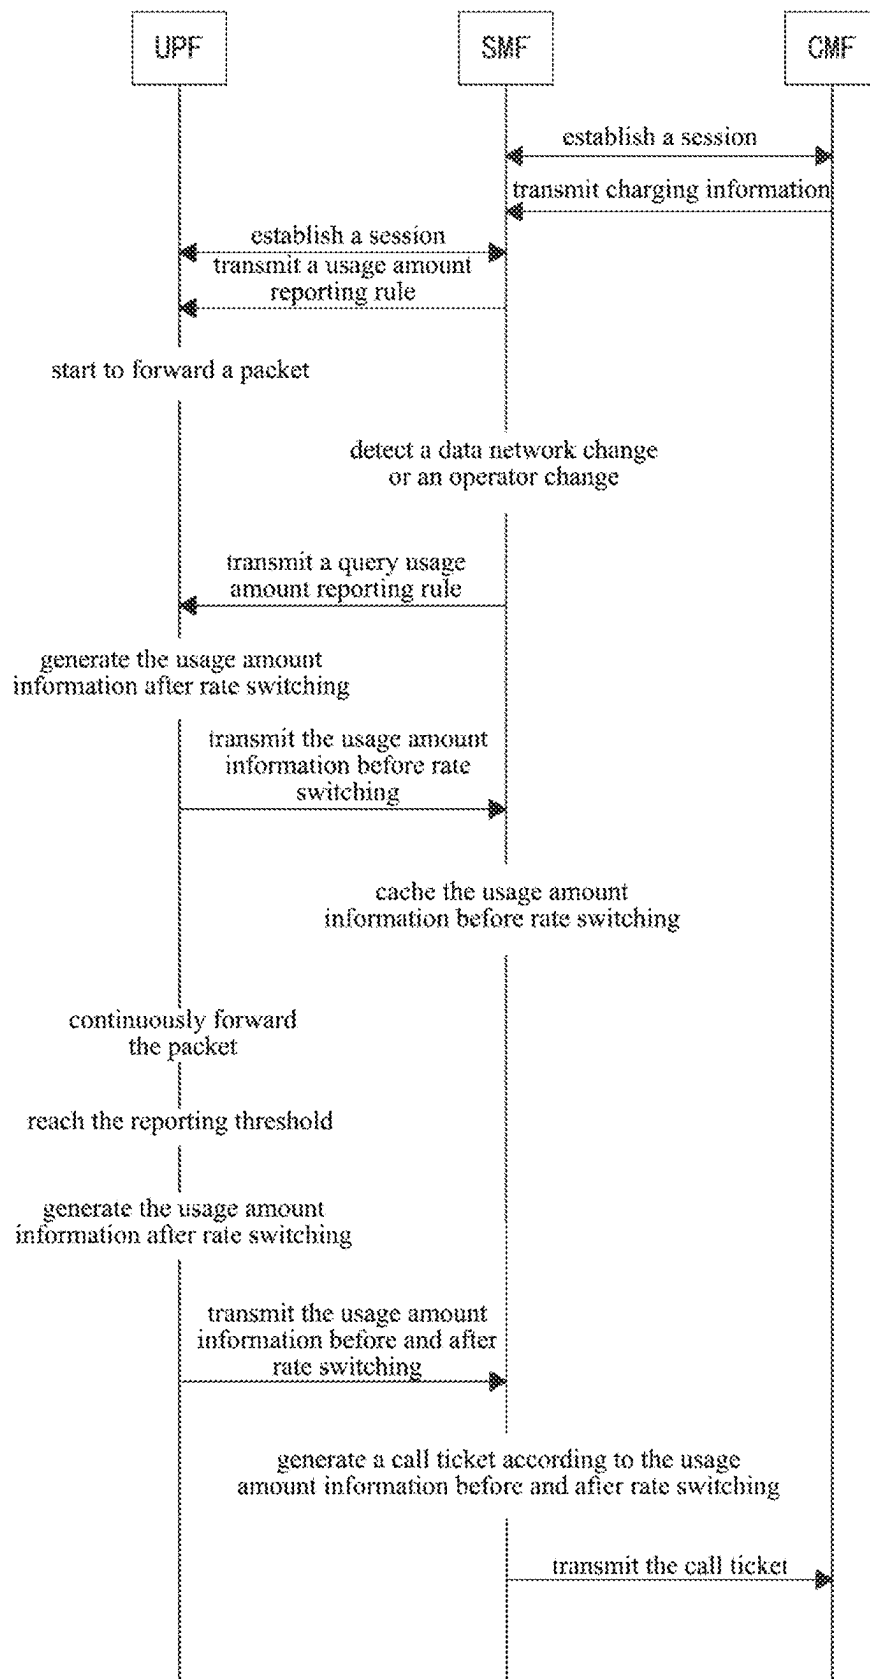 UPF
SMF
CMF
establish a session
transmit charging information
establish a session
transmit a usage amount
reporting rule
start to forward a packet
detect a data network change
or an operator change
transmit a query usage
amount reporting rule
generate the usage amount
information after rate switching
transmit the usage amount
information before rate
switching
cache the usage amount
information before rate switching
continuously forward
the packet
reach the reporting threshold
generate the usage amount
information after rate switching
transmit the usage amount
information before and after
rate switching
generate a call ticket according to the usage
amount information before and after rate switching
transmit the call ticket